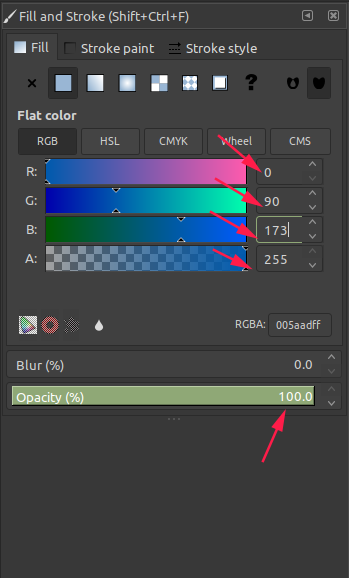 Fill and Stroke (Shift+Ctrl+F)
Fill Stroke paint Stroke style
?
Flat color
RGB HSL CMYK Wheel CMS
R: 0
G: 90
B: 173
A: 255
RGBA: 005aadff
Blur (%) 0.0
Opacity (%) 100.0